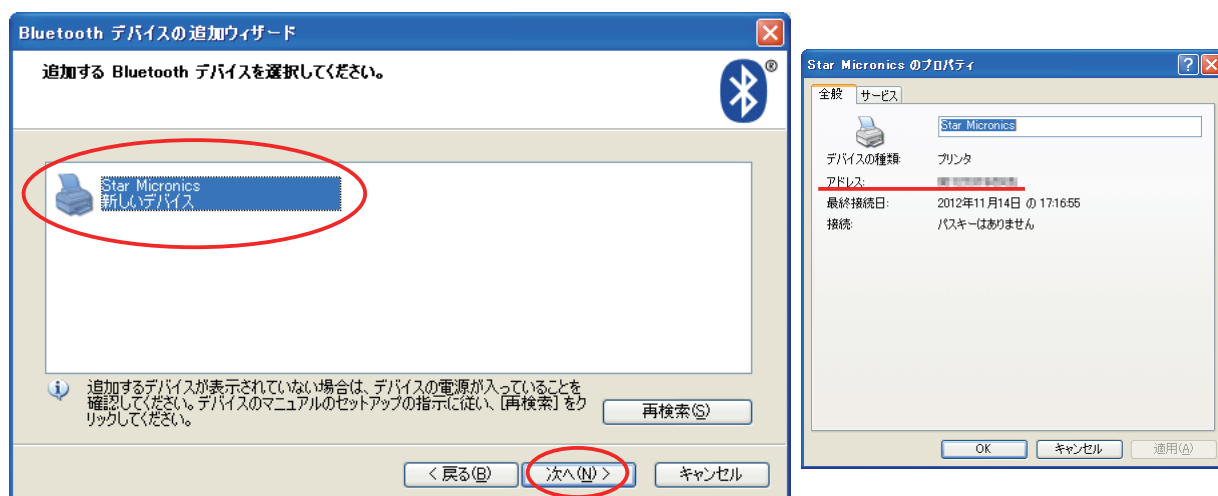 Bluetooth デバイスの追加ウィザード
追加する Bluetooth デバイスを選択してください。
®
Star Micronics
新しいデバイス
追加するデバイスが表示されていない場合は、デバイスの電源が入っていることを
確認してください。デバイスのマニュアルのセットアップの指示に従い、[再検索] をク
リックしてください。
再検索(S)
< 戻る(B)
次へ(N) >
キャンセル
Star Micronics のプロパティ
全般
サービス
Star Micronics
デバイスの種類: プリンタ
アドレス:
最終接続日: 2012年11月14日 の 17:16:55
接続: パスキーはありません
OK
キャンセル
適用(A)